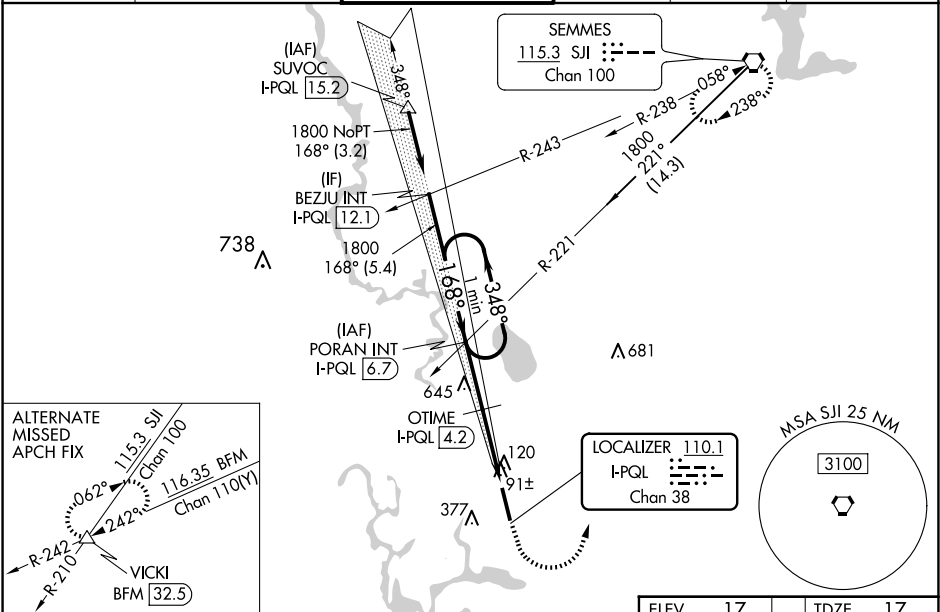 SEMMES
115.3 SJI
Chan 100
(IAF)
SUVOC
I-PQL 15.2
348°
1800 NoPT
168° (3.2)
058°
238°
R-238
R-243
1800
221°
(14.3)
(IF)
BEZJU INT
I-PQL 12.1
R-221
738
1800
168° (5.4)
168°
1 min
348°
(IAF)
PORAN INT
I-PQL 6.7
681
645
OTIME
I-PQL 4.2
120
91±
377
LOCALIZER 110.1
I-PQL
Chan 38
MSA SJI 25 NM
3100
ALTERNATE
MISSED
APCH FIX
115.3 SJI
Chan 100
116.35 BFM
Chan 110(Y)
062°
242°
R-242
R-210
VICKI
BFM 32.5
ELEV 17
TDZE 17